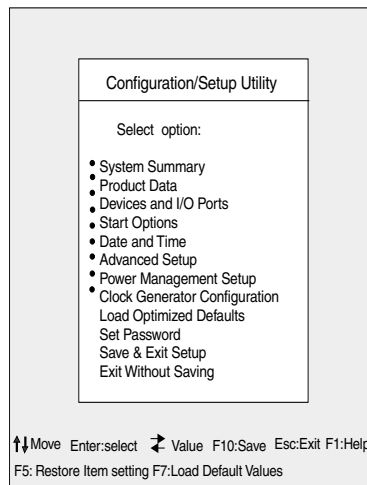 Configuration/Setup Utility
Select option:
• System Summary
• Product Data
• Devices and I/O Ports
• Start Options
• Date and Time
• Advanced Setup
• Power Management Setup
• Clock Generator Configuration
Load Optimized Defaults
Set Password
Save & Exit Setup
Exit Without Saving
Move Enter:select Value F10:Save Esc:Exit F1:Help
F5: Restore Item setting F7:Load Default Values